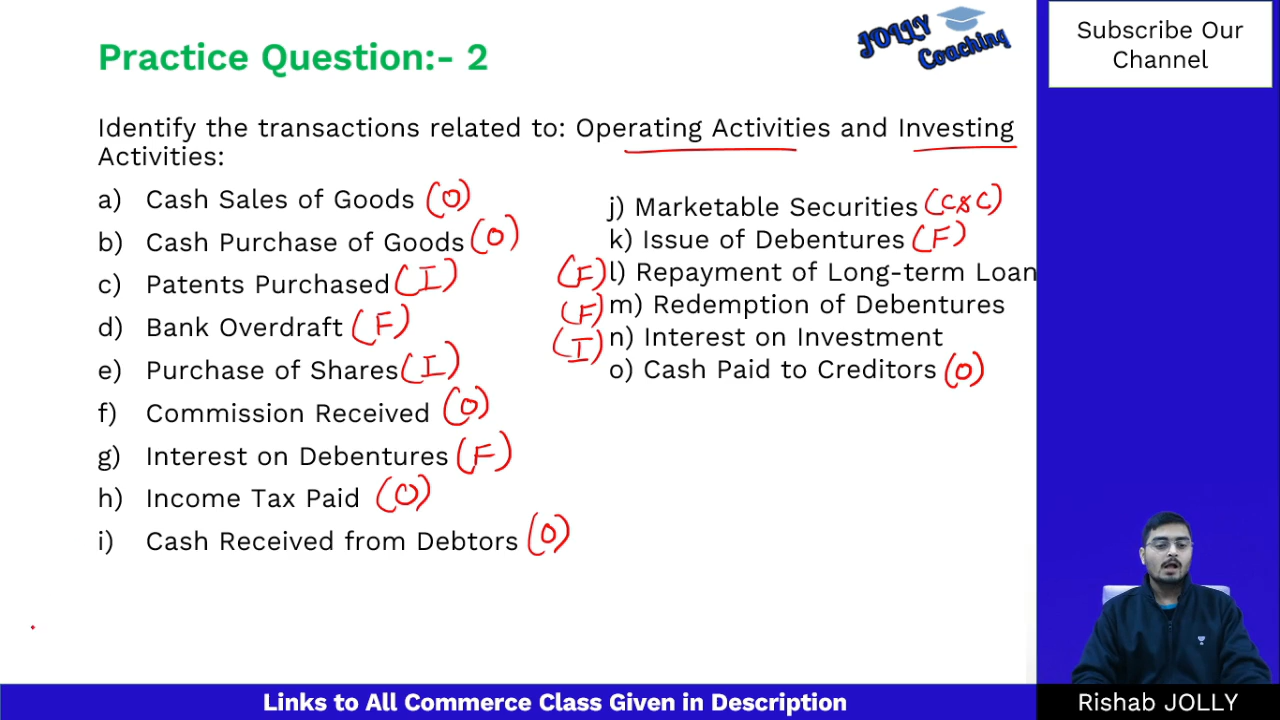 Practice Question:- 2
JOLLY
Coaching
Subscribe Our
Channel
Identify the transactions related to: Operating Activities and Investing
Activities:
a) Cash Sales of Goods (O)
b) Cash Purchase of Goods (O)
c) Patents Purchased (I)
d) Bank Overdraft (F)
e) Purchase of Shares (I)
f) Commission Received (O)
g) Interest on Debentures (F)
h) Income Tax Paid (O)
i) Cash Received from Debtors (O)
j) Marketable Securities (C&C)
k) Issue of Debentures (F)
(F) l) Repayment of Long-term Loan
(F) m) Redemption of Debentures
(I) n) Interest on Investment
o) Cash Paid to Creditors (O)
Links to All Commerce Class Given in Description
Rishab JOLLY